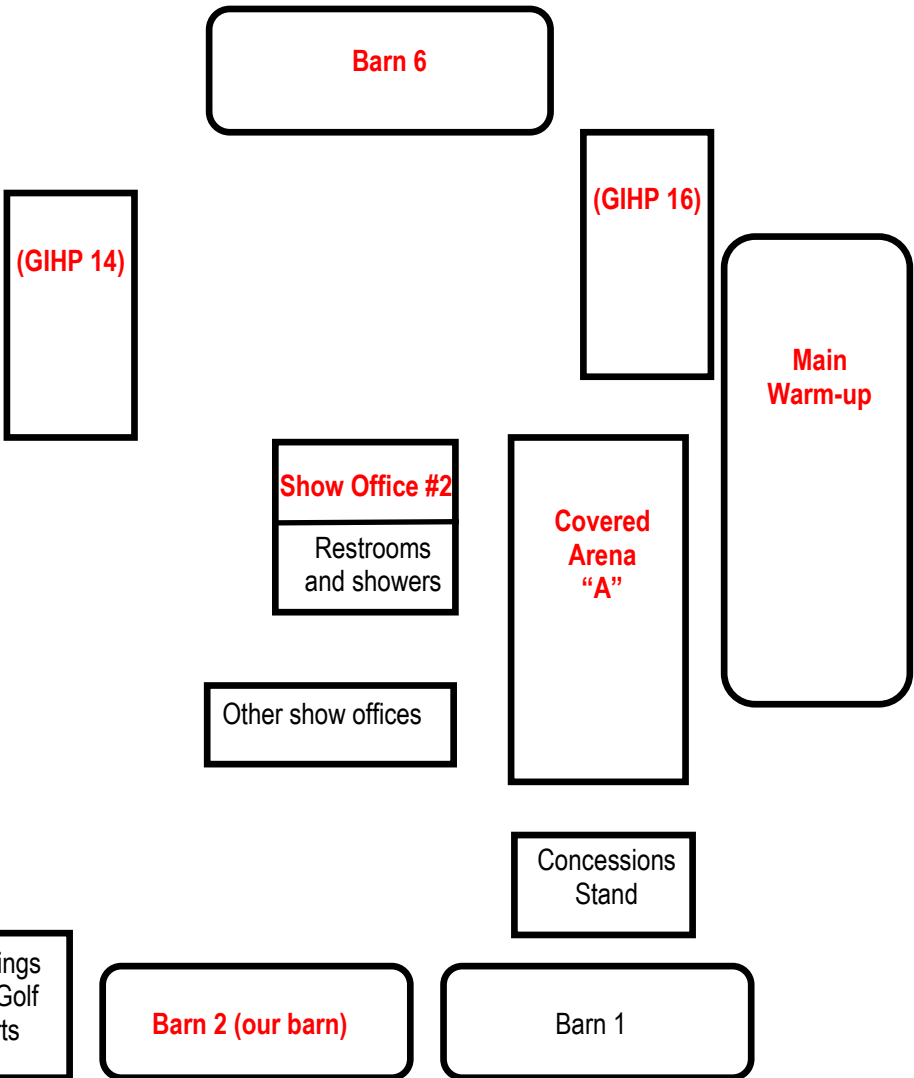 Barn 6
(GIHP 16)
(GIHP 14)
Main
Warm-up
Show Office #2
Restrooms
and showers
Covered
Arena
“A”
Other show offices
Concessions
Stand
Golf
Barn 2 (our barn)
Barn 1